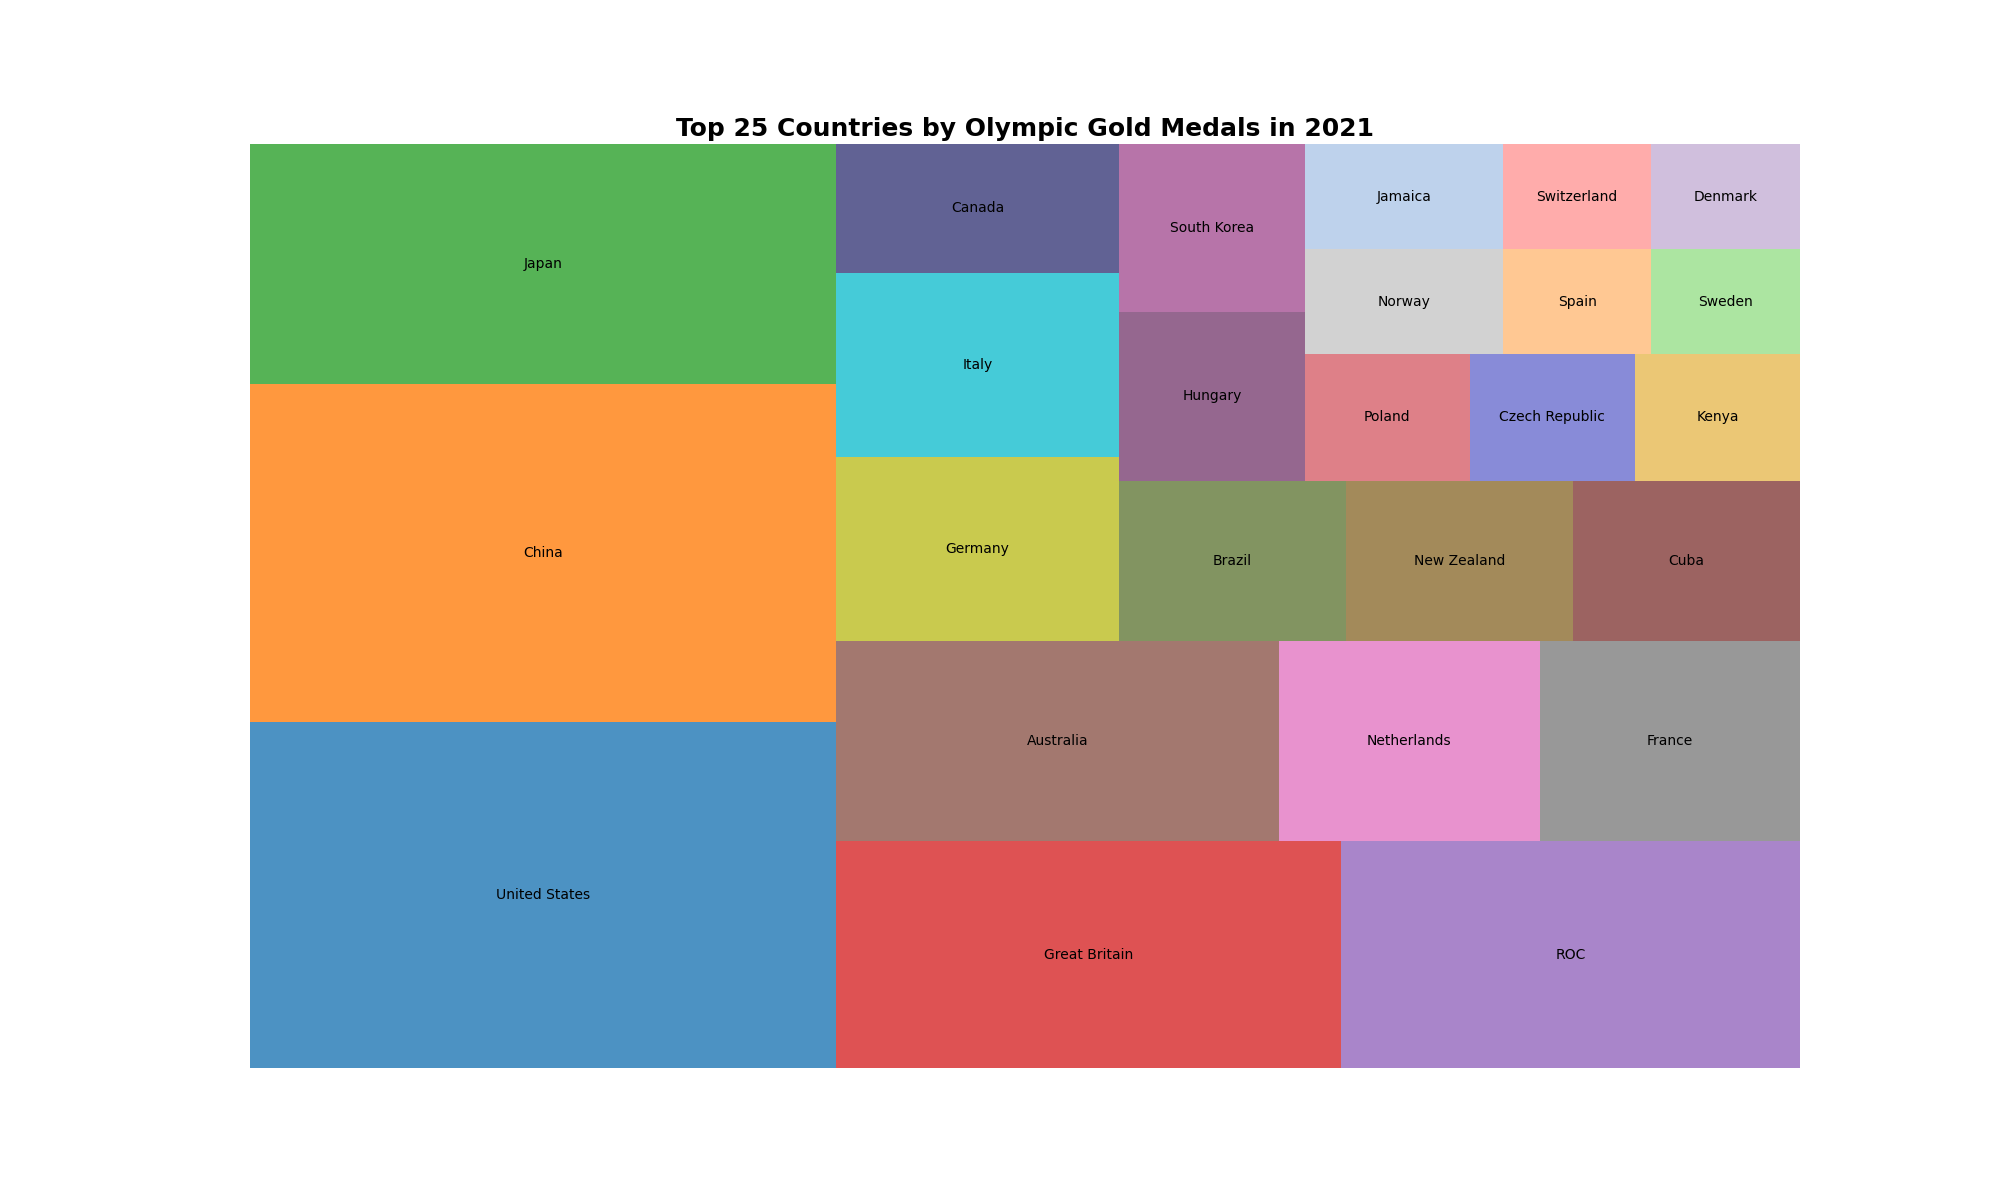 Top 25 Countries by Olympic Gold Medals in 2021
Japan
China
United States
Canada
Italy
Germany
South Korea
Hungary
Jamaica
Switzerland
Denmark
Norway
Spain
Sweden
Poland
Czech Republic
Kenya
Brazil
New Zealand
Cuba
Australia
Netherlands
France
Great Britain
ROC